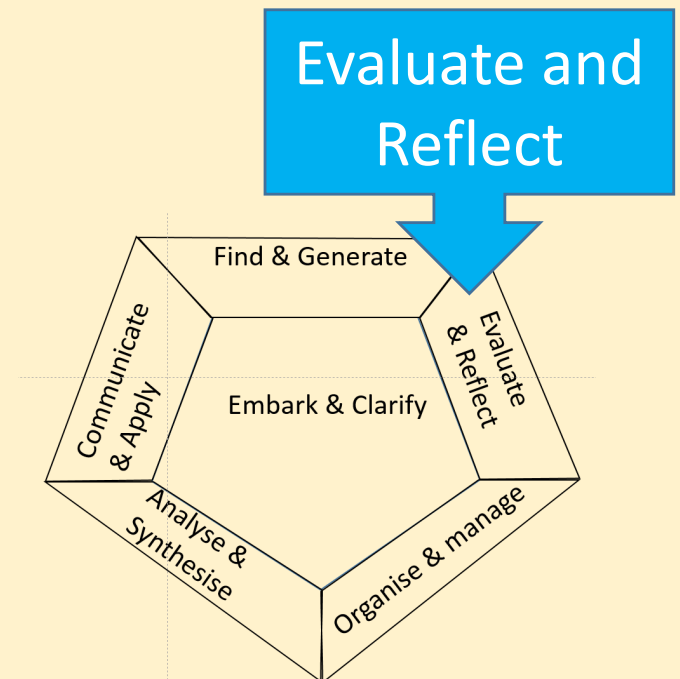 Evaluate and
Reflect
Find & Generate
Evaluate
& Reflect
Communicate
& Apply
Embark & Clarify
Analyse &
Synthesise
Organise & manage